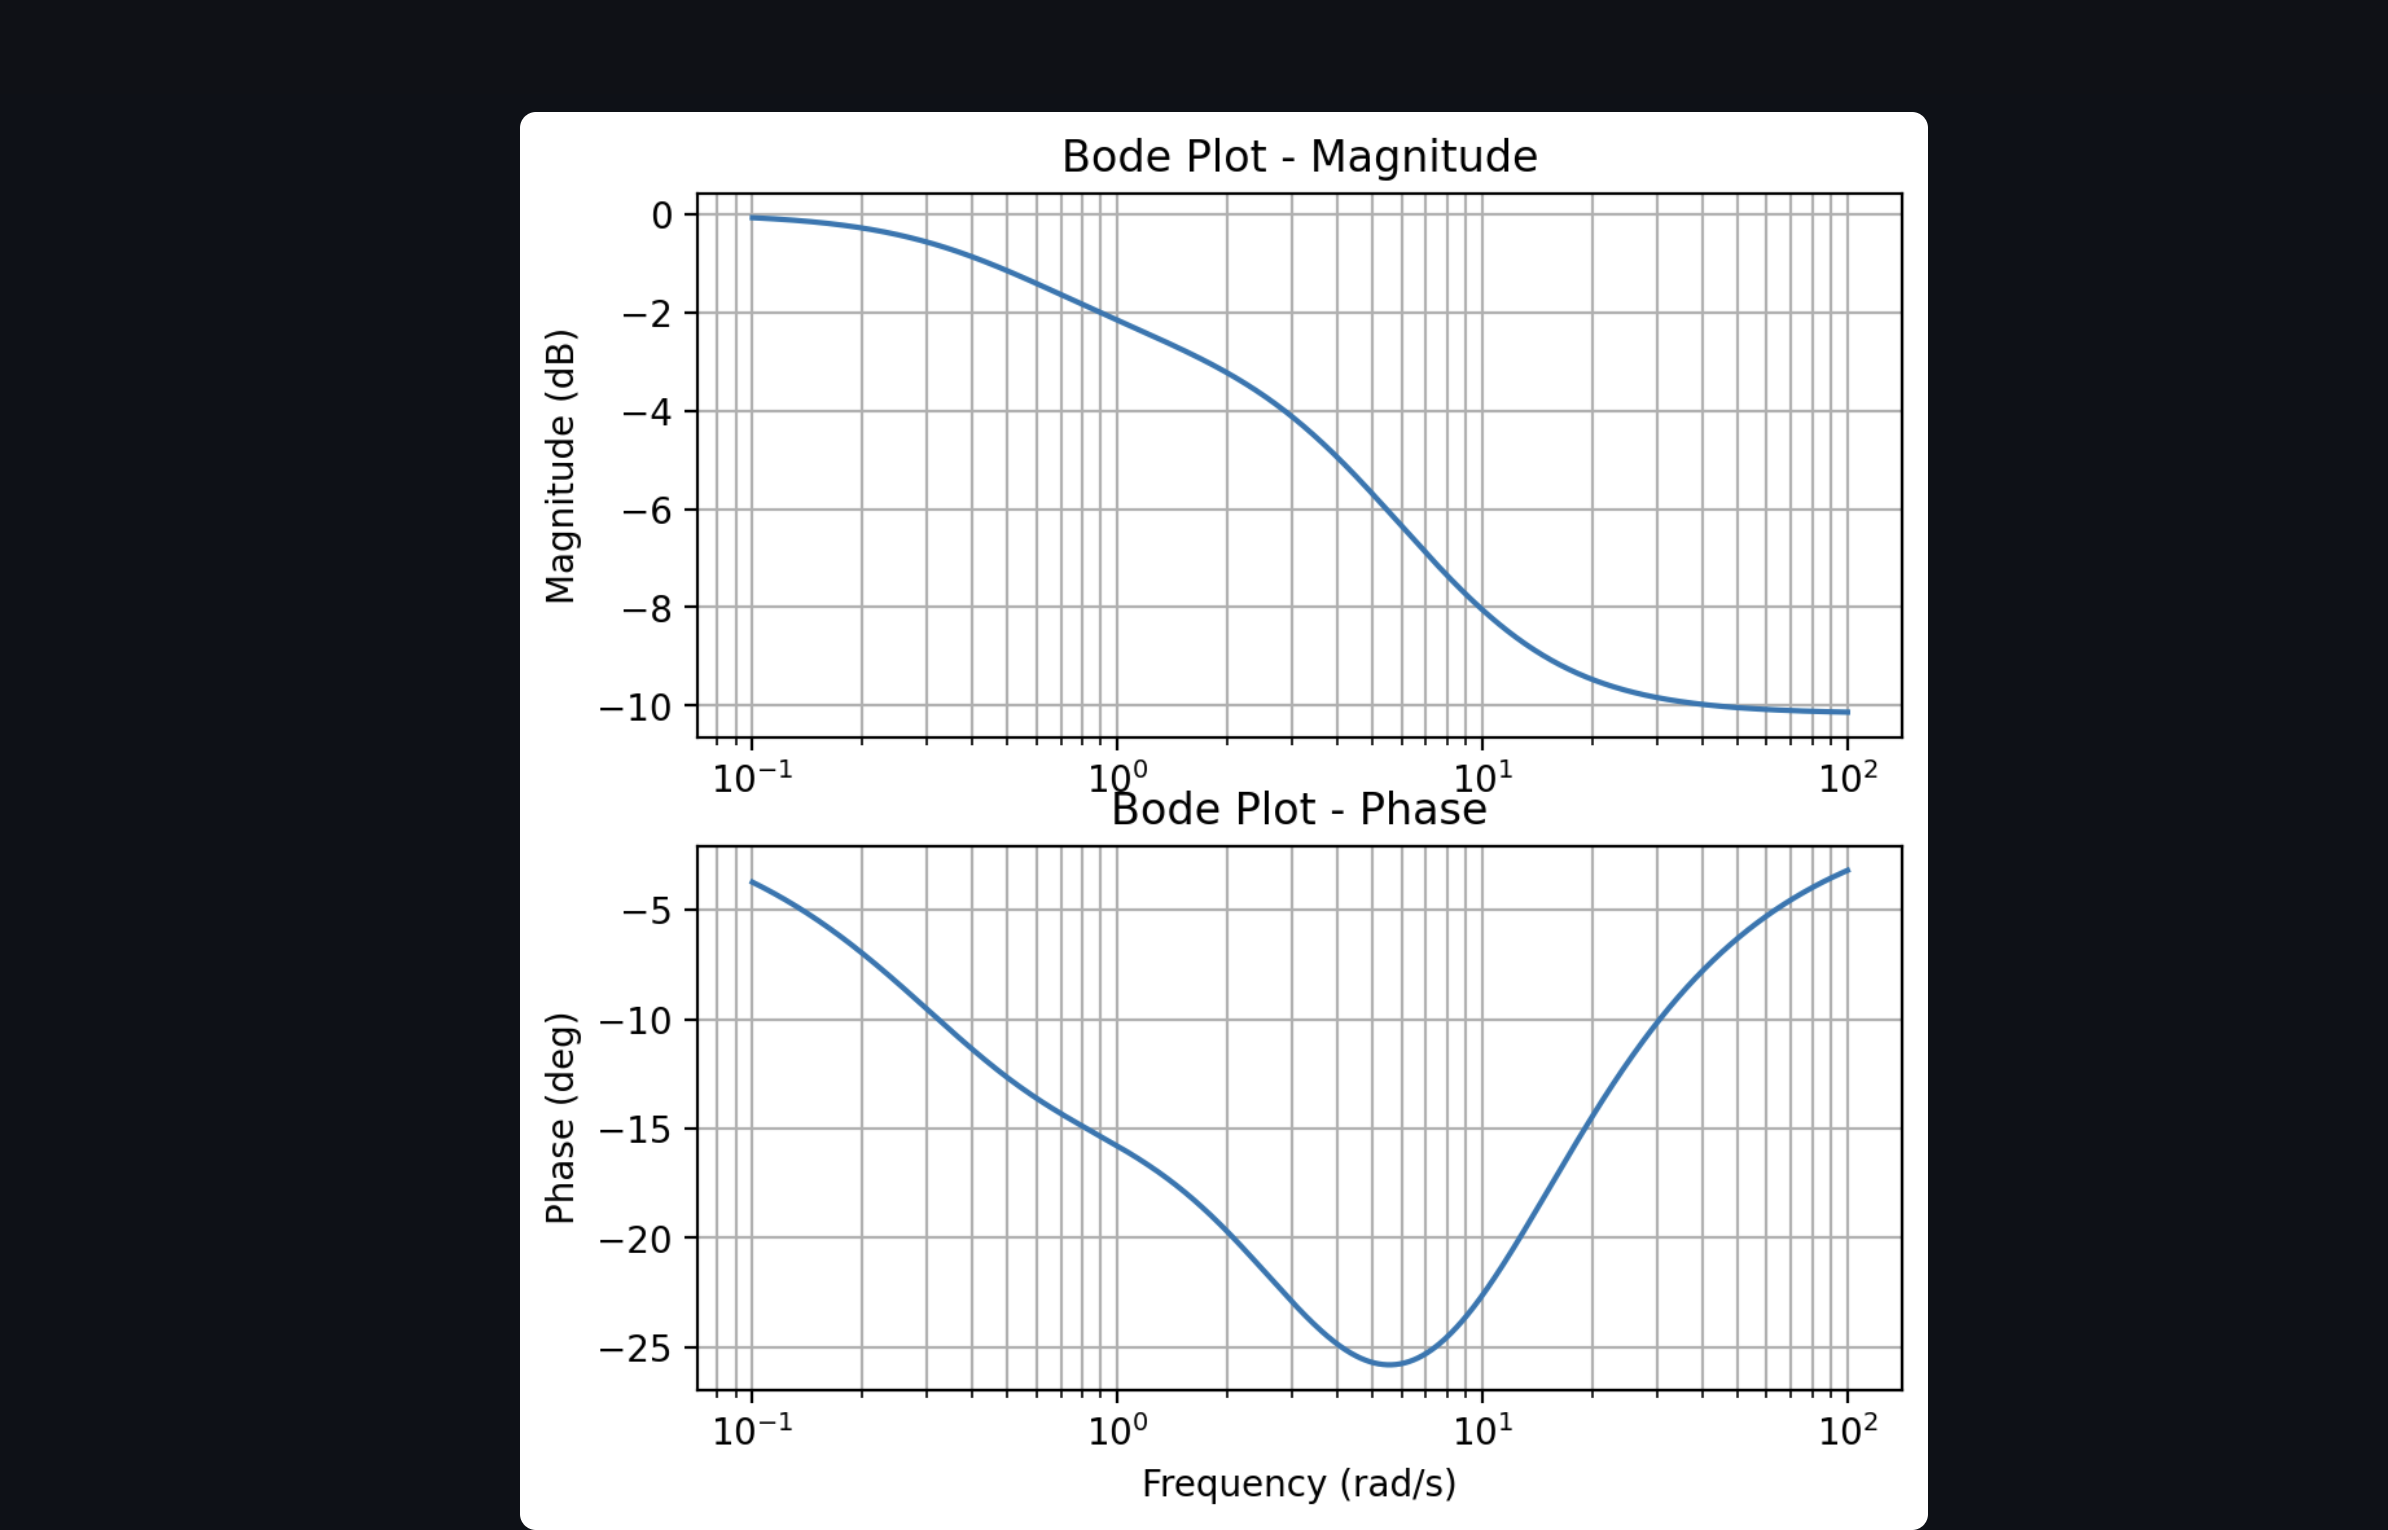 Bode Plot - Magnitude
Magnitude (dB)
0
−2
−4
−6
−8
−10
10⁻¹ 10⁰ 10¹ 10²
Bode Plot - Phase
Phase (deg)
−5
−10
−15
−20
−25
10⁻¹ 10⁰ 10¹ 10²
Frequency (rad/s)